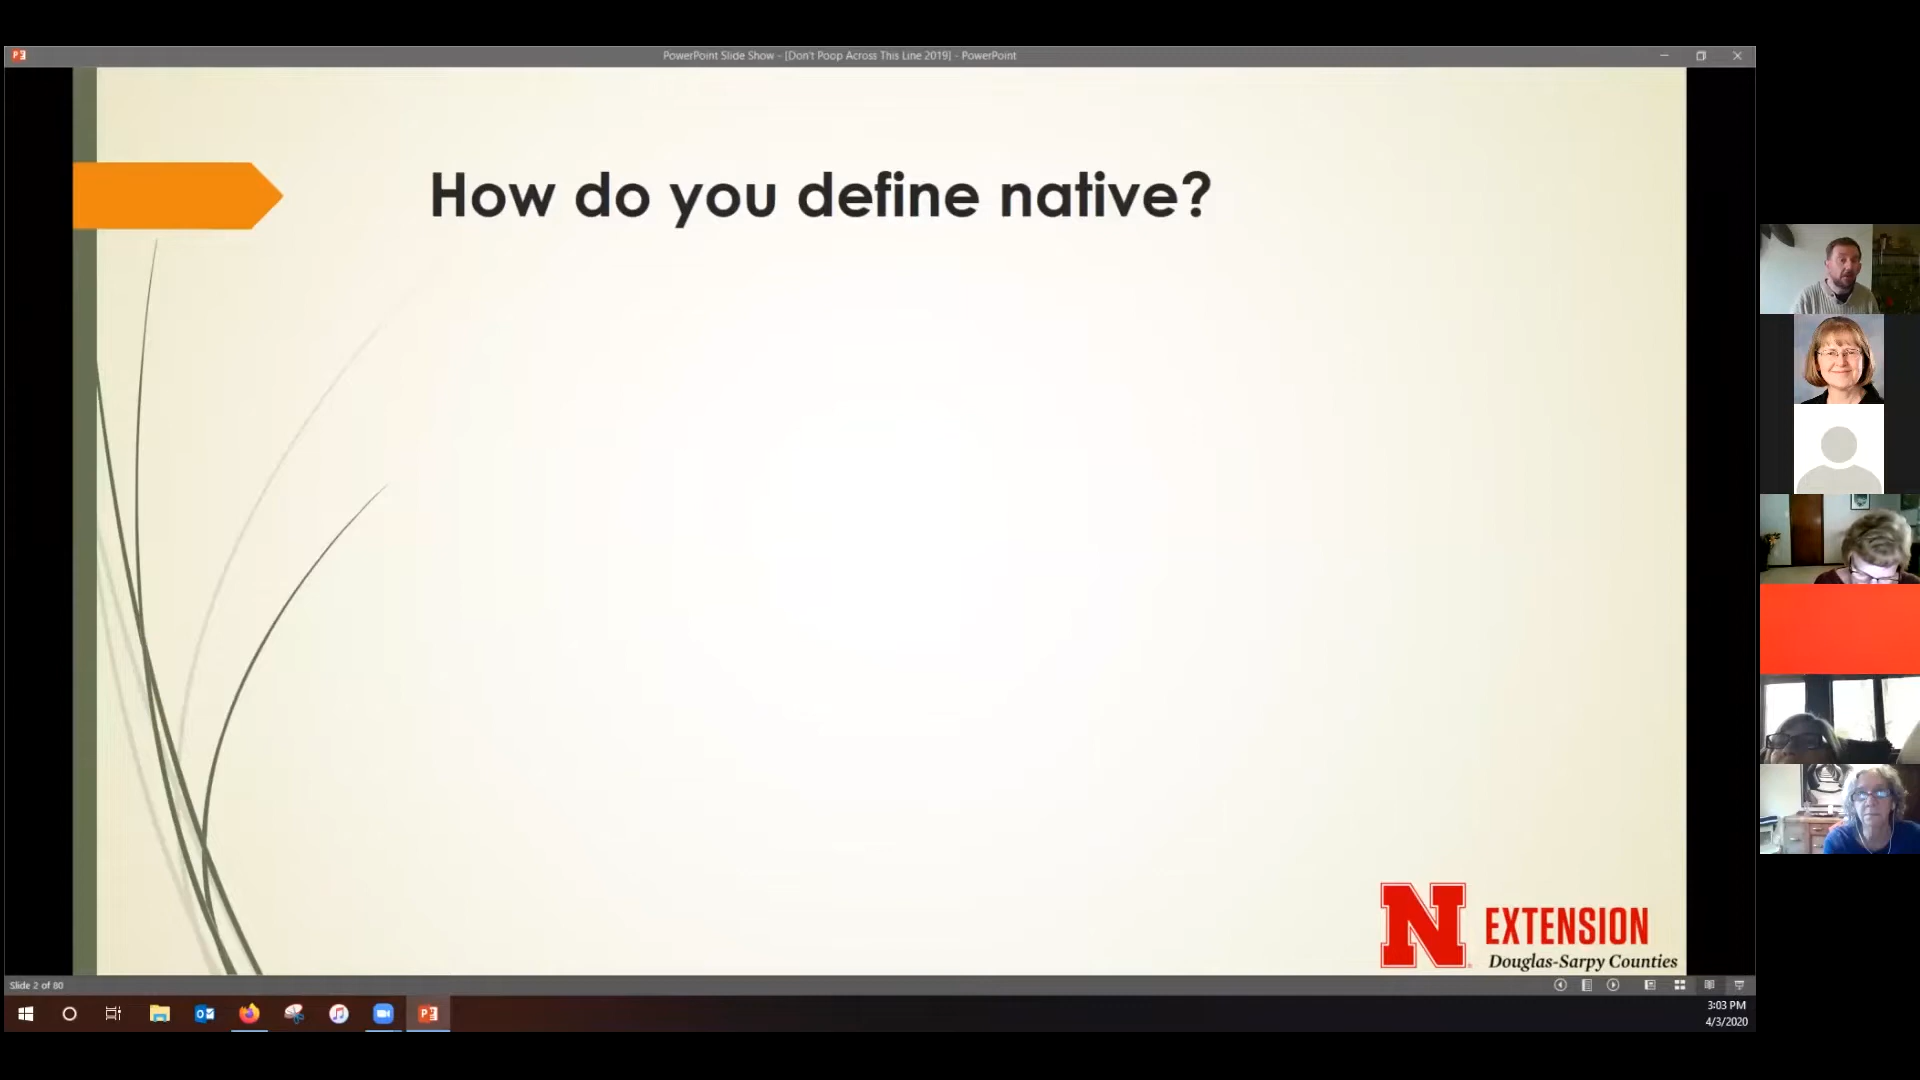 PowerPoint Slide Show - [Don't Poop Across This Line 2019] - PowerPoint
How do you define native?
N EXTENSION
Douglas-Sarpy Counties
Slide 2 of 80
3:03 PM
4/3/2020